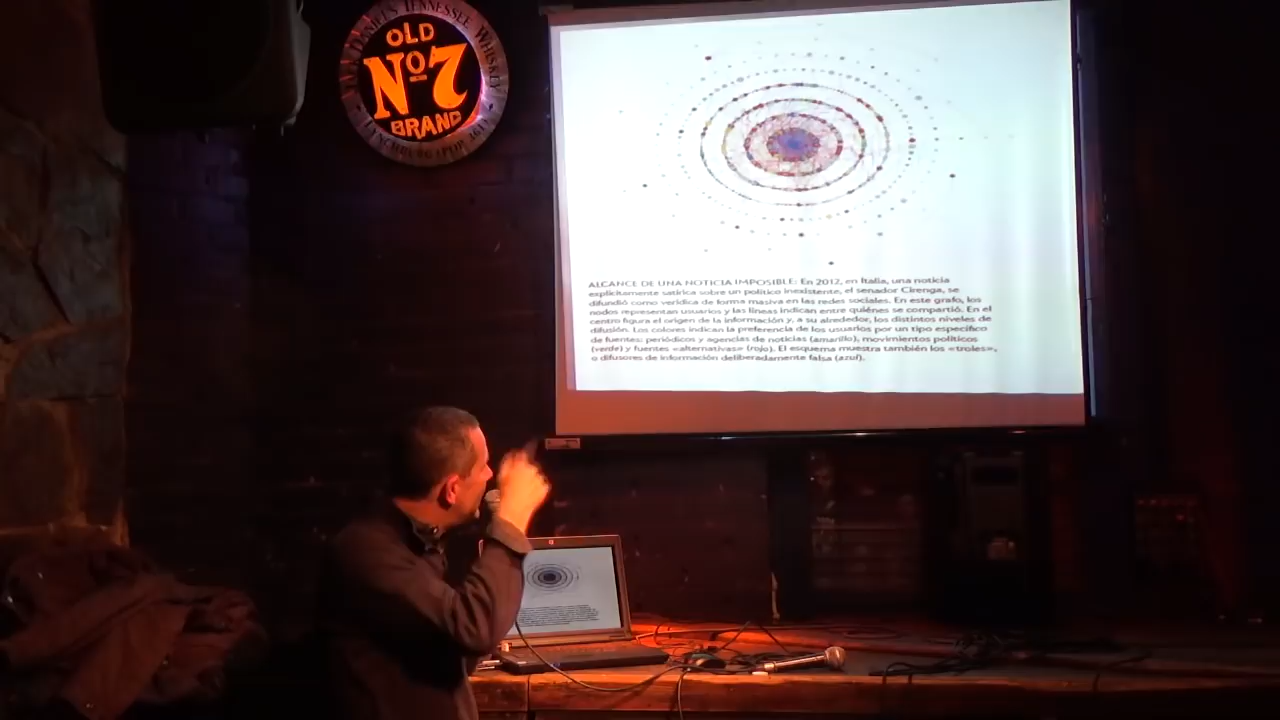 JACK DANIEL'S TENNESSEE WHISKEY
OLD
Nº7
BRAND
ALCANCE DE UNA NOTICIA IMPOSIBLE: En 2012, en Italia, una noticia
explícitamente satírica sobre un político inexistente, el senador Cirenga, se
difundió como verídica de forma masiva en las redes sociales. En este grafo, los
nodos representan usuarios y las líneas indican entre quiénes se compartió. En el
centro figura el origen de la información y, a su alrededor, los distintos niveles de
difusión. Los colores indican la preferencia de los usuarios por un tipo específico
de fuentes: periódicos y agencias de noticias (amarillo), movimientos políticos
(verde) y fuentes «alternativas» (rojo). El esquema muestra también los «troles»,
o difusores de información deliberadamente falsa (azul).